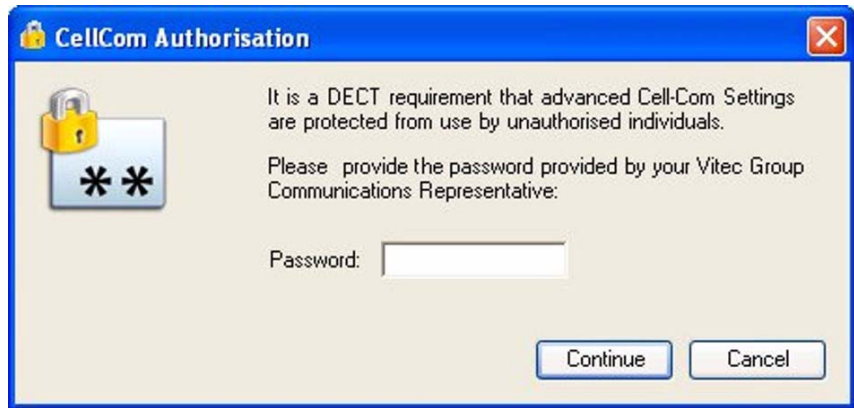 CellCom Authorisation
It is a DECT requirement that advanced Cell-Com Settings
are protected from use by unauthorised individuals.
Please provide the password provided by your Vitec Group
Communications Representative:
Password:
Continue Cancel